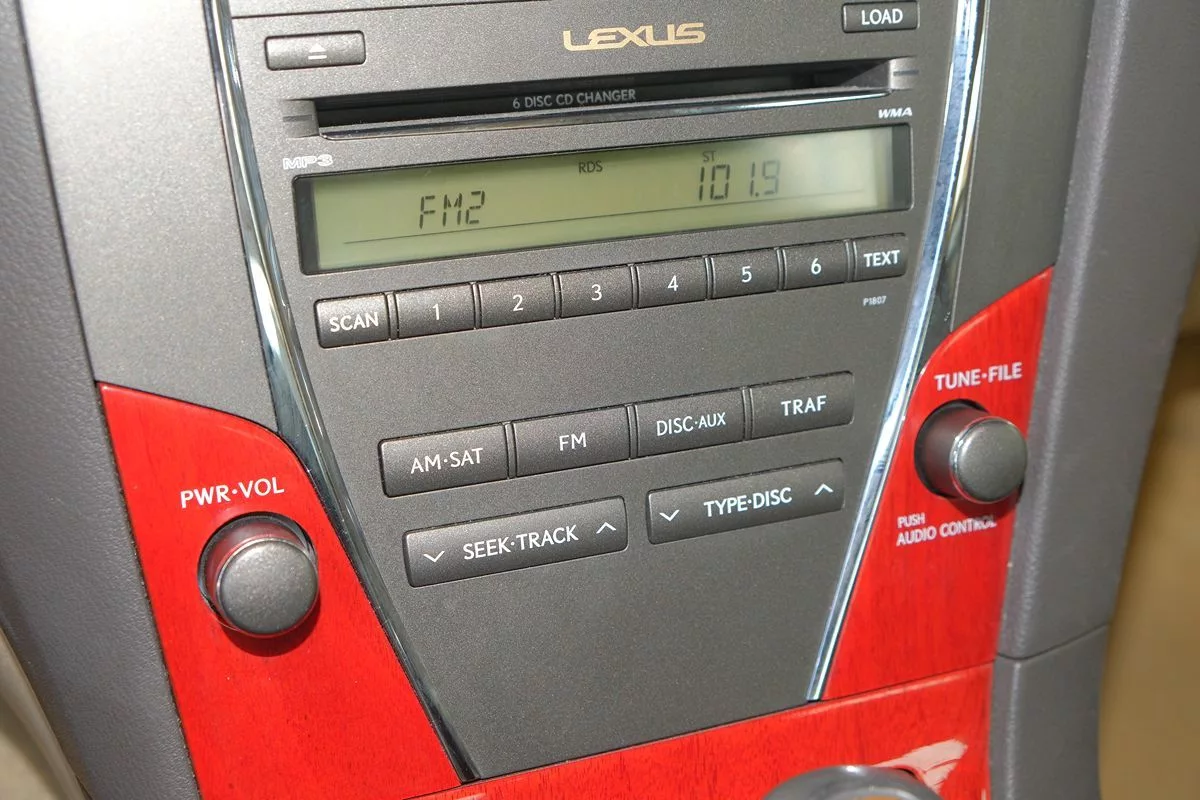 LOAD
LEXUS
6 DISC CD CHANGER
WMA
MP3
RDS ST
FM2 101.9
SCAN 1 2 3 4 5 6 TEXT
P1807
TUNE•FILE
AM•SAT FM DISC•AUX TRAF
PWR•VOL
SEEK•TRACK TYPE•DISC
PUSH
AUDIO CONTROL